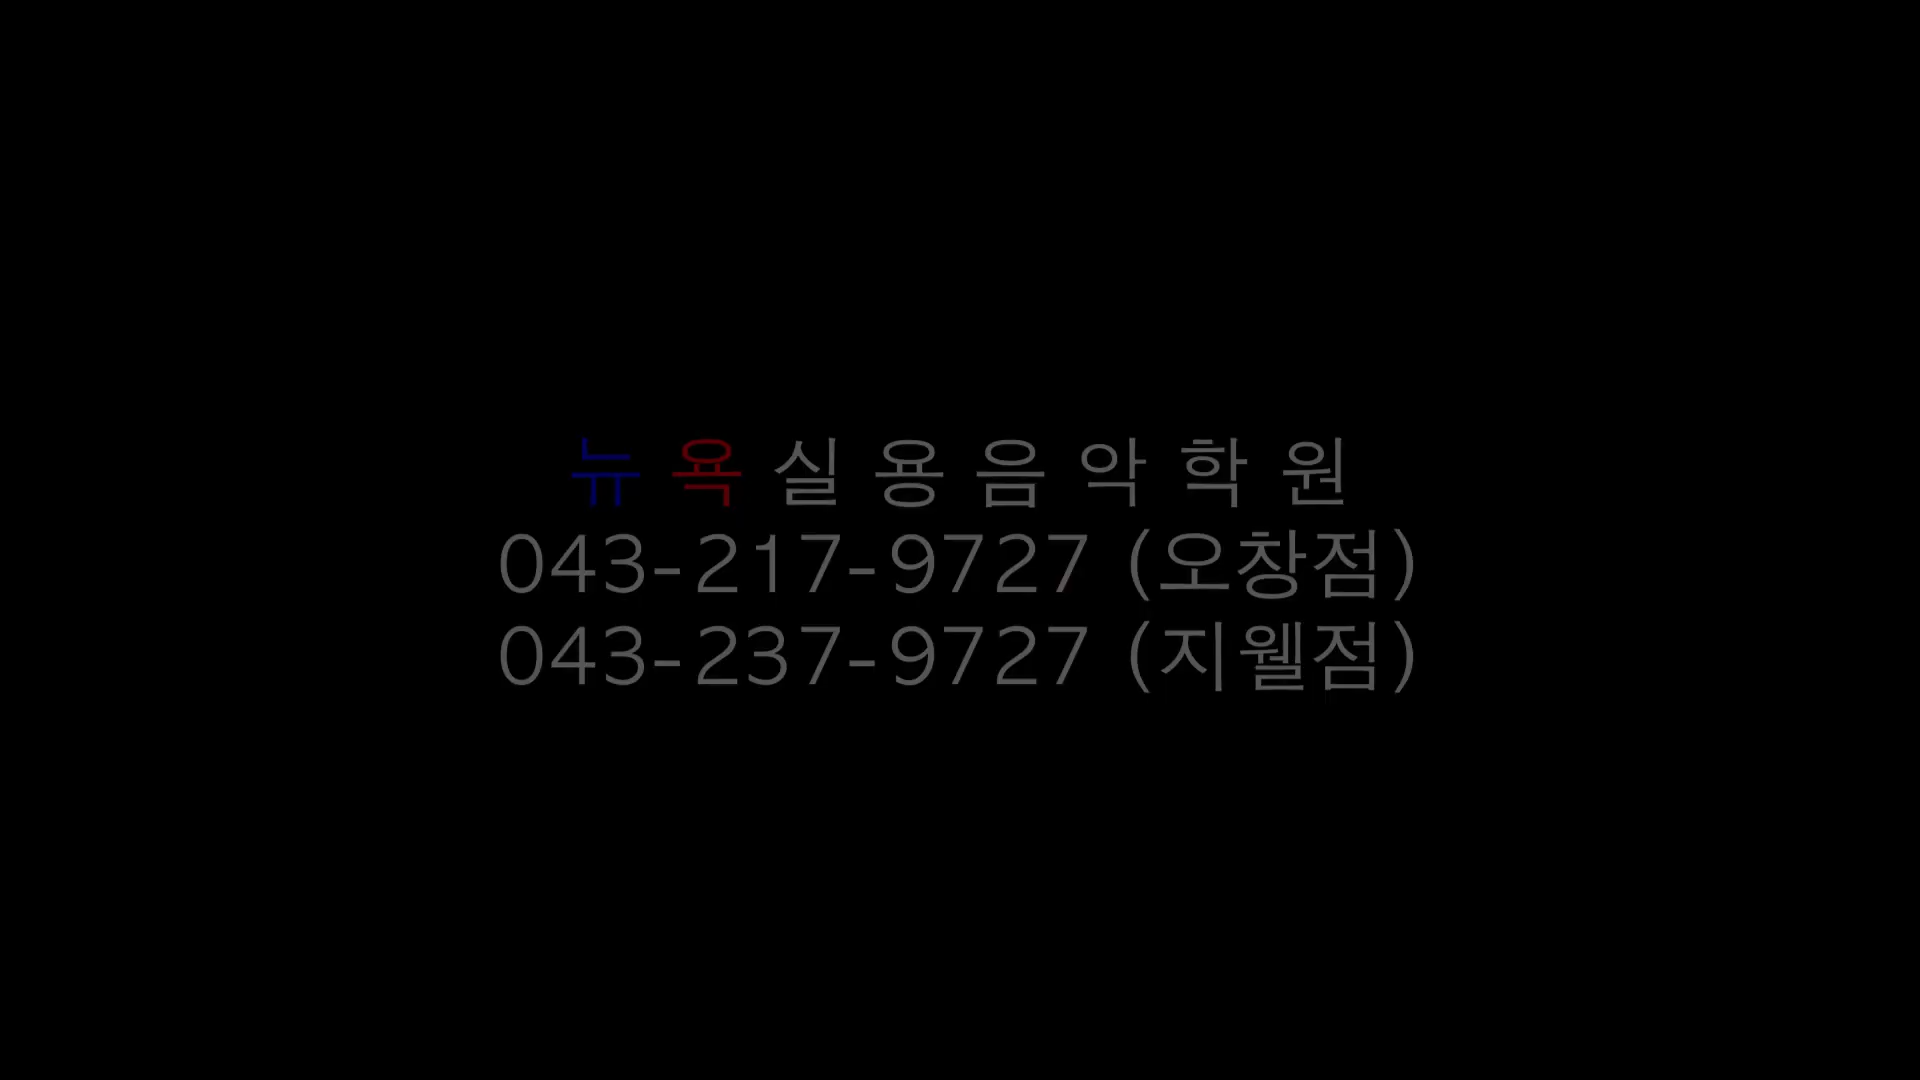 뉴 욕 실 용 음 악 학 원
043-217-9727 (오창점)
043-237-9727 (지웰점)